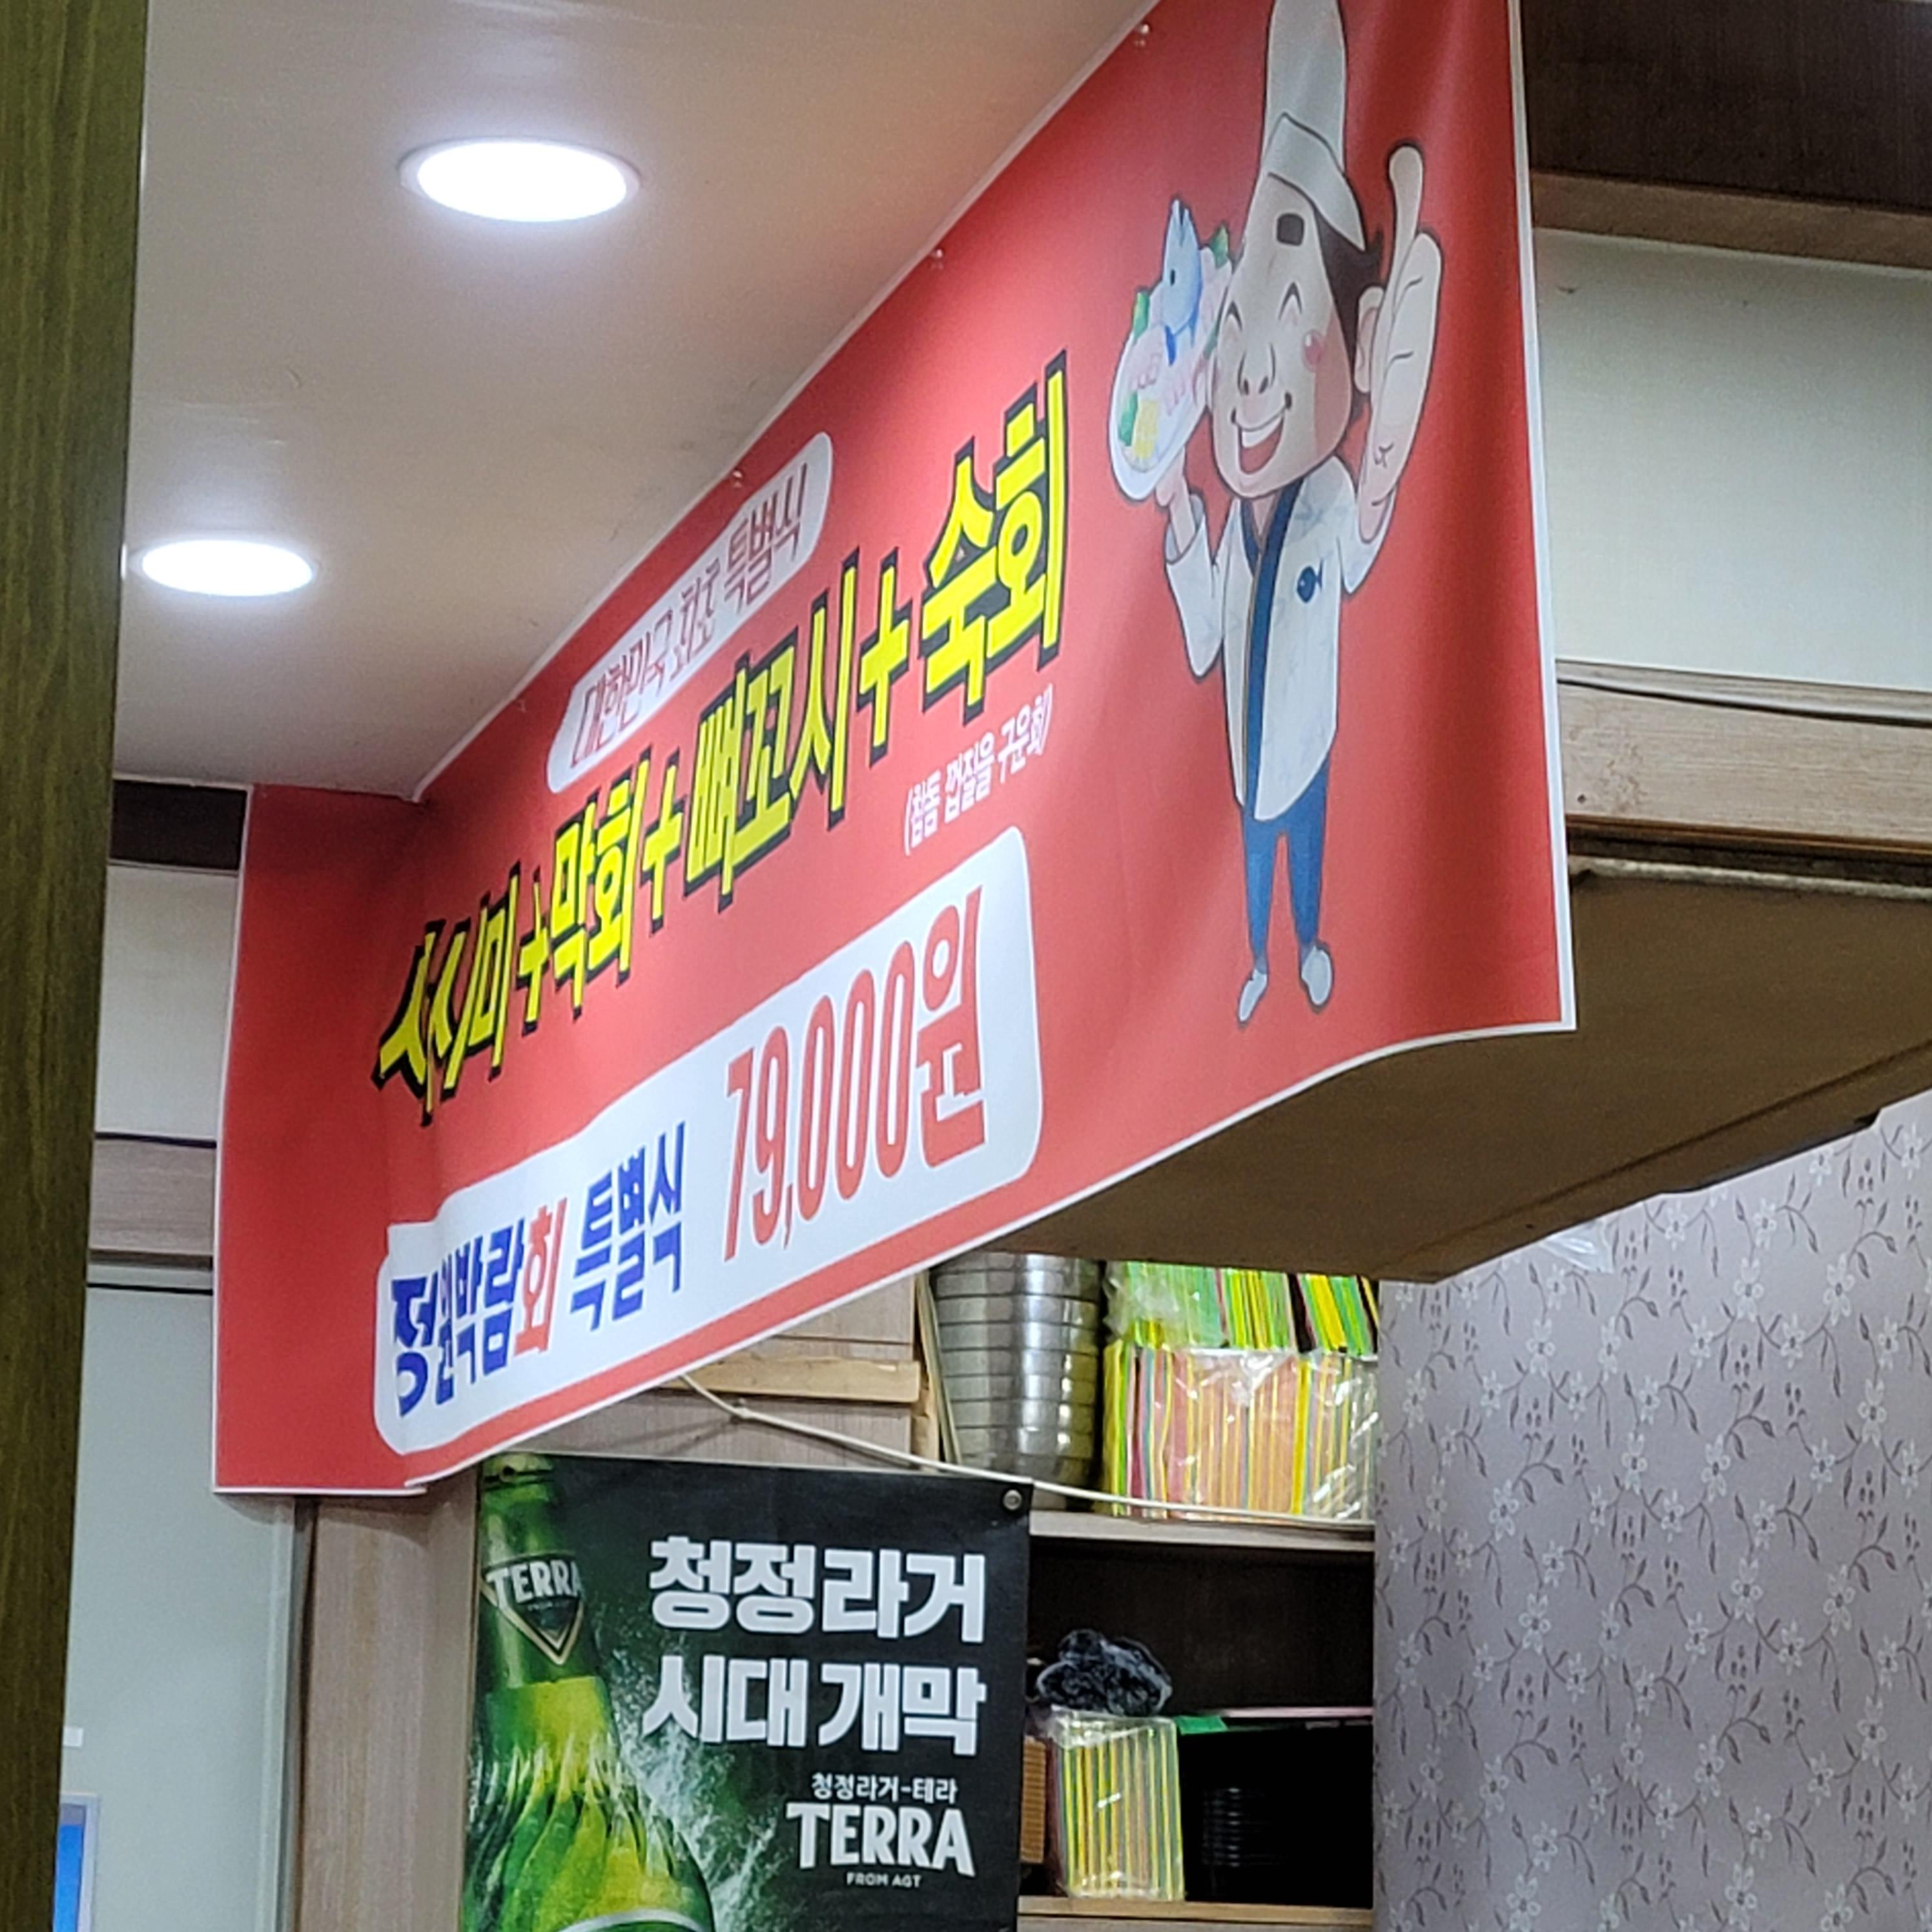 대한민국 최초 특별식
사시미+막회+뼈꼬시+숙회
(참돔 껍질을 구운회)
정일박람회 특별식 79,000원
TERRA
청정라거
시대 개막
청정라거-테라
TERRA
FROM AGT